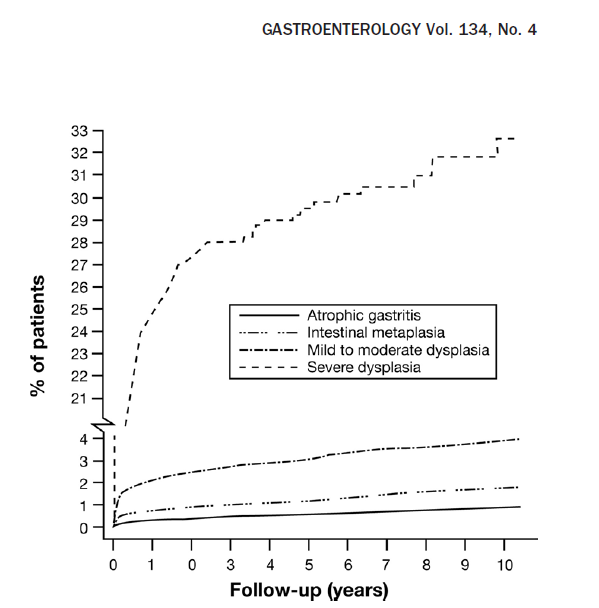 GASTROENTEROLOGY Vol. 134, No. 4
33
32
31
30
29
28
27
26
25
24
23
22
21
4
3
2
1
0
% of patients
Atrophic gastritis
Intestinal metaplasia
Mild to moderate dysplasia
Severe dysplasia
0 1 0 3 4 5 6 7 8 9 10
Follow-up (years)